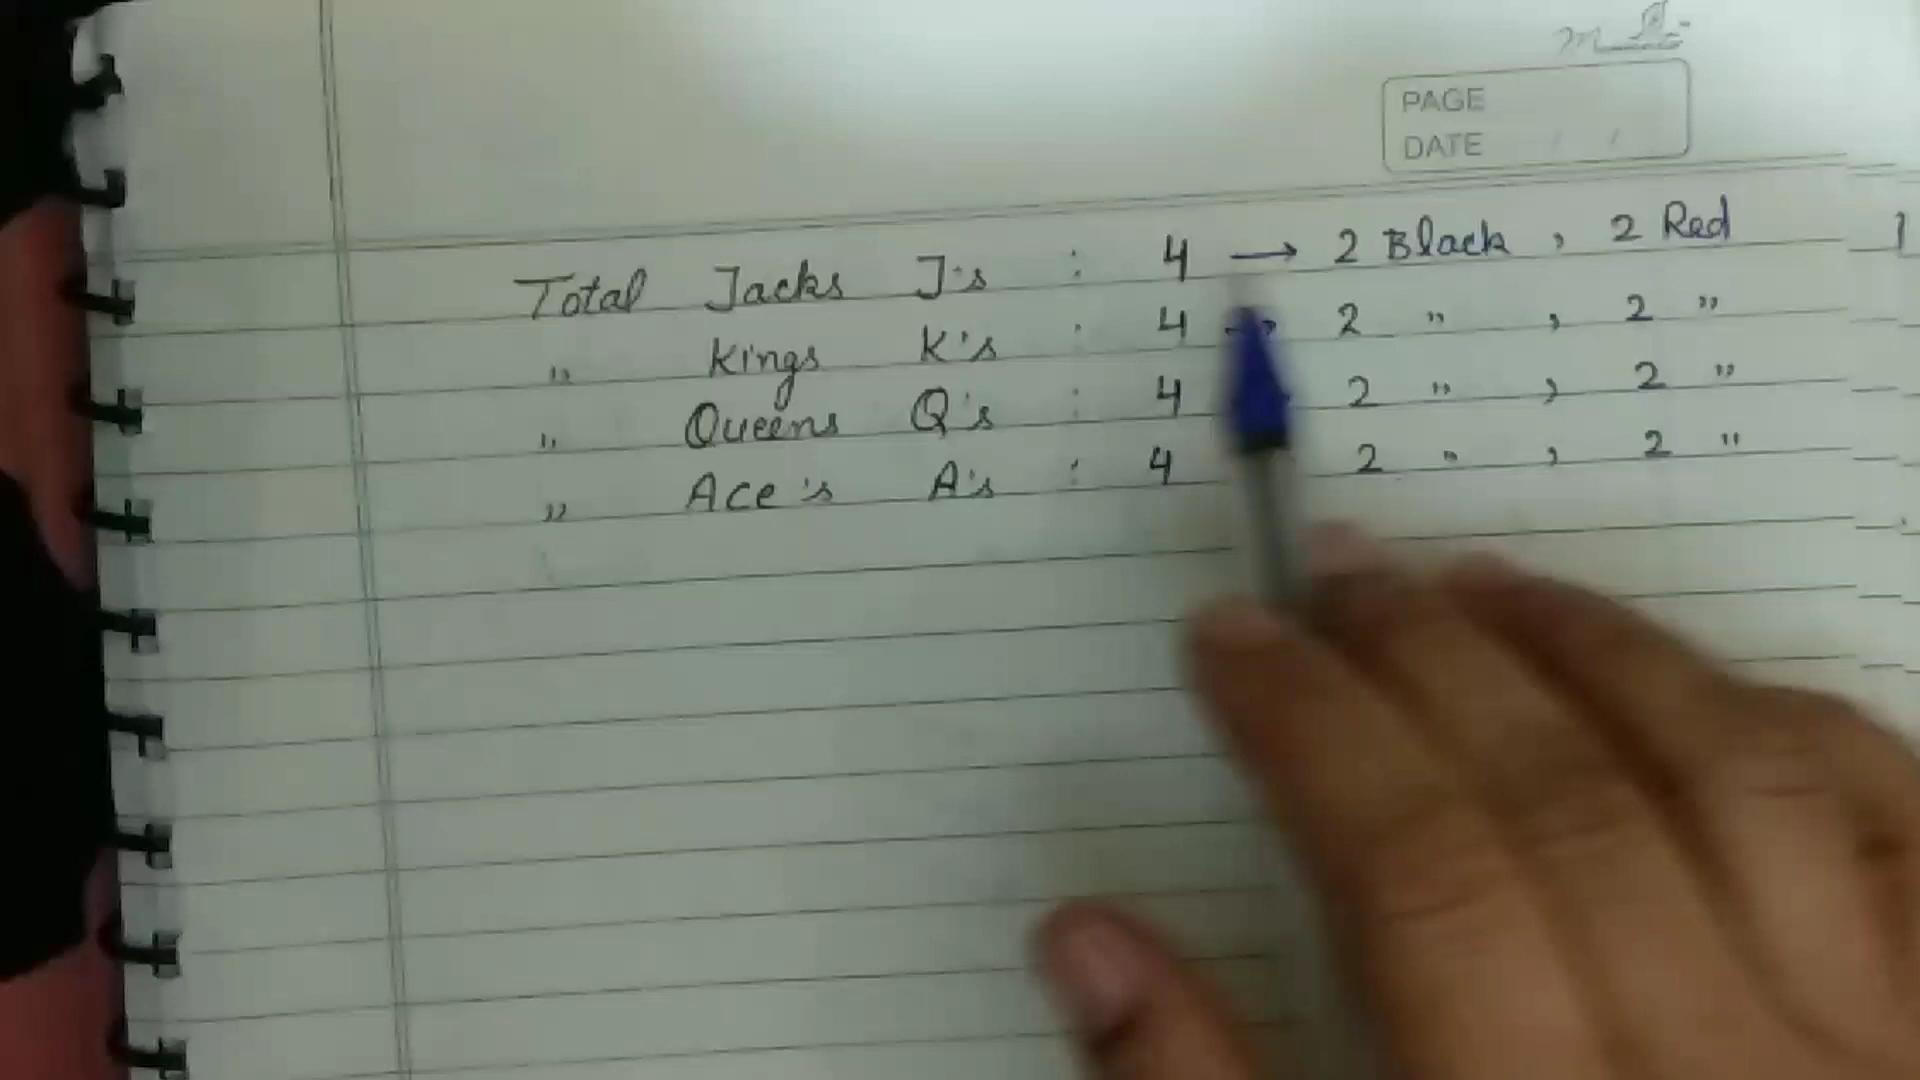 PAGE
DATE / /
Total Jacks J's : 4 → 2 Black , 2 Red
" Kings K's : 4 → 2 " , 2 "
" Queens Q's : 4 2 " , 2 "
" Ace's A's : 4 2 " , 2 "